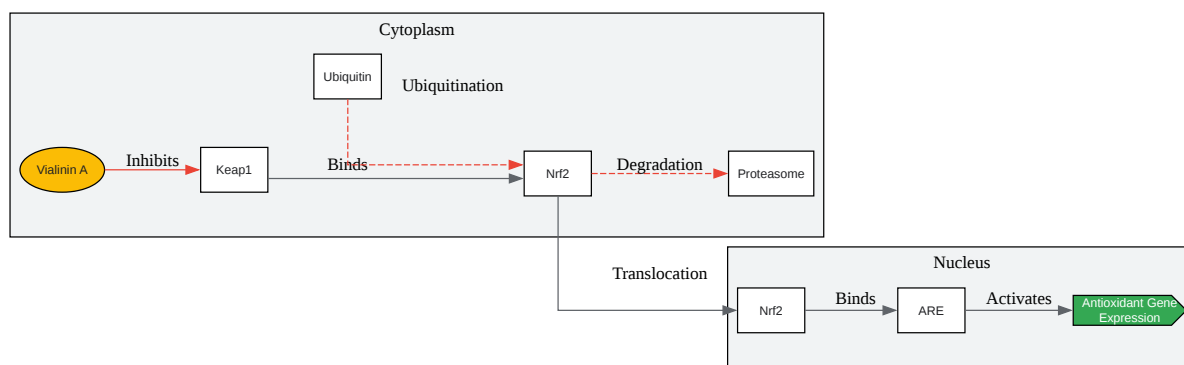 Cytoplasm
Ubiquitin
Ubiquitination
Vialinin A
Inhibits
Keap1
Binds
Nrf2
Degradation
Proteasome
Translocation
Nucleus
Nrf2
Binds
ARE
Activates
Antioxidant Gene
Expression